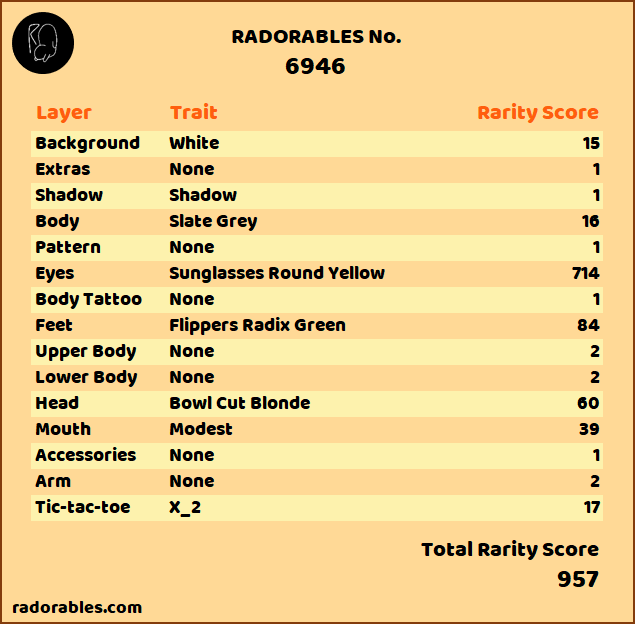 RADORABLES No.
6946
Layer Trait Rarity Score
Background White 15
Extras None 1
Shadow Shadow 1
Body Slate Grey 16
Pattern None 1
Eyes Sunglasses Round Yellow 714
Body Tattoo None 1
Feet Flippers Radix Green 84
Upper Body None 2
Lower Body None 2
Head Bowl Cut Blonde 60
Mouth Modest 39
Accessories None 1
Arm None 2
Tic-tac-toe X_2 17
Total Rarity Score
957
radorables.com